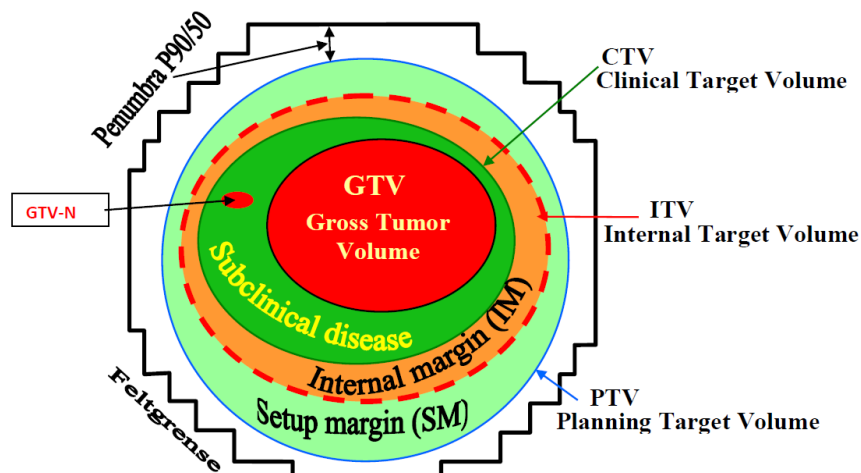 Penumbra P90/50
CTV
Clinical Target Volume
GTV
Gross Tumor
Volume
GTV-N
ITV
Internal Target Volume
Subclinical disease
Internal margin (IM)
Setup margin (SM)
PTV
Planning Target Volume
Feltgrense